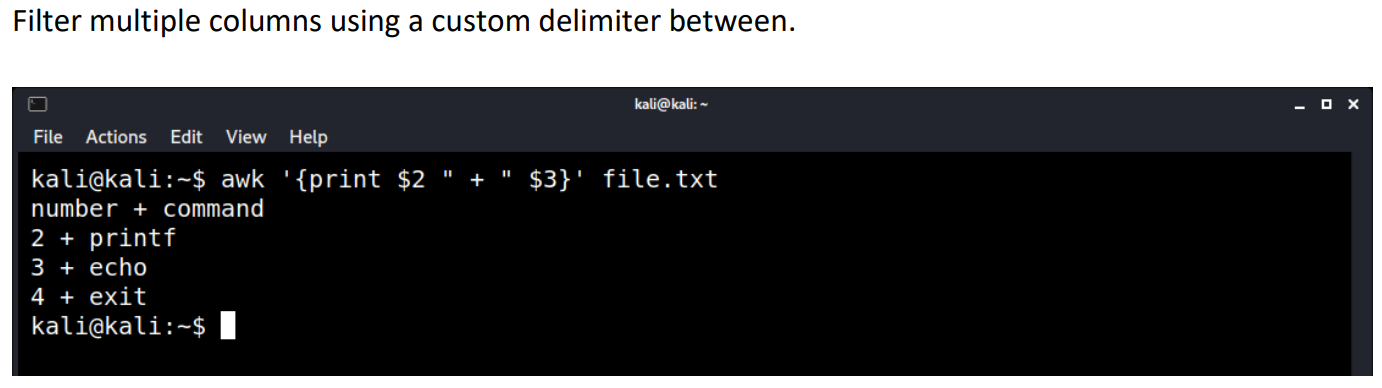 Filter multiple columns using a custom delimiter between.
kali@kali: ~
File Actions Edit View Help
kali@kali:~$ awk '{print $2 " + " $3}' file.txt
number + command
2 + printf
3 + echo
4 + exit
kali@kali:~$